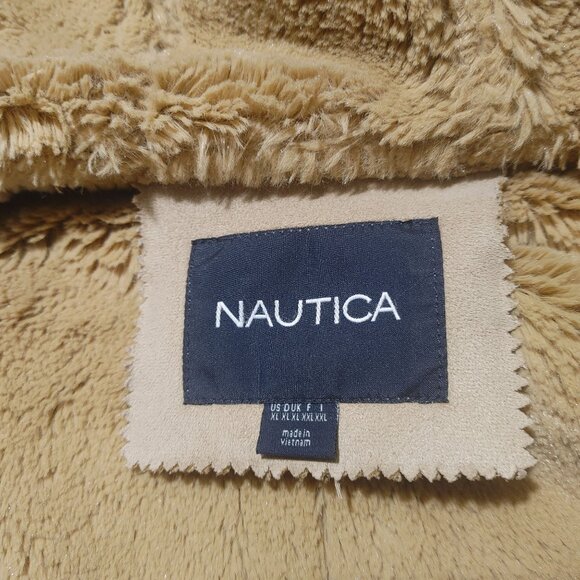 NAUTICA
US D UK F I
XL XL XL XXL XXL
made in
Vietnam